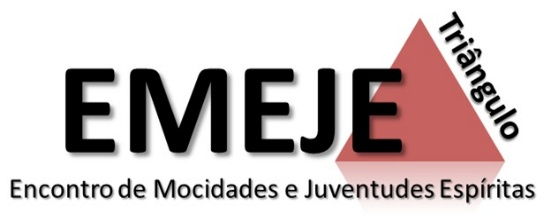 EMEJE
Triângulo
Encontro de Mocidades e Juventudes Espíritas